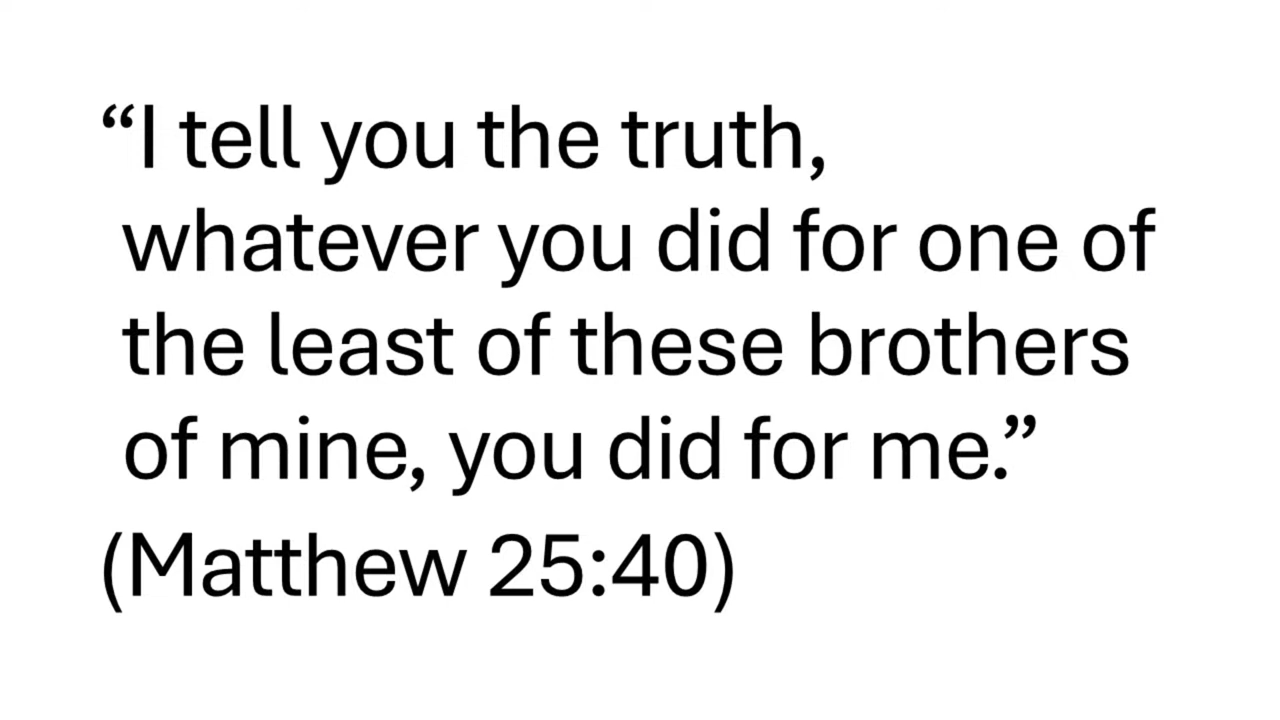 “I tell you the truth,
whatever you did for one of
the least of these brothers
of mine, you did for me.”
(Matthew 25:40)